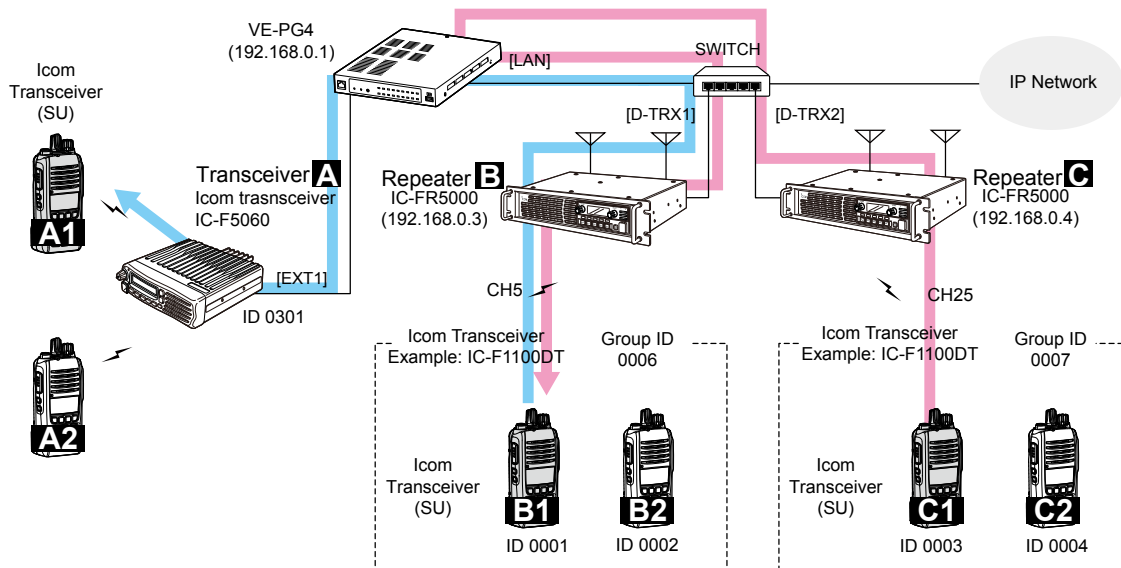 VE-PG4
(192.168.0.1)
[LAN]
SWITCH
IP Network
Icom
Transceiver
(SU)
[D-TRX1]
[D-TRX2]
Transceiver A
Icom trasnsceiver
IC-F5060
Repeater B
IC-FR5000
(192.168.0.3)
Repeater C
IC-FR5000
(192.168.0.4)
A1
[EXT1]
ID 0301
CH5
CH25
Icom Transceiver
Example: IC-F1100DT
Group ID
0006
Icom Transceiver
Example: IC-F1100DT
Group ID
0007
A2
Icom
Transceiver
(SU)
B1
B2
ID 0001
ID 0002
Icom
Transceiver
(SU)
C1
C2
ID 0003
ID 0004